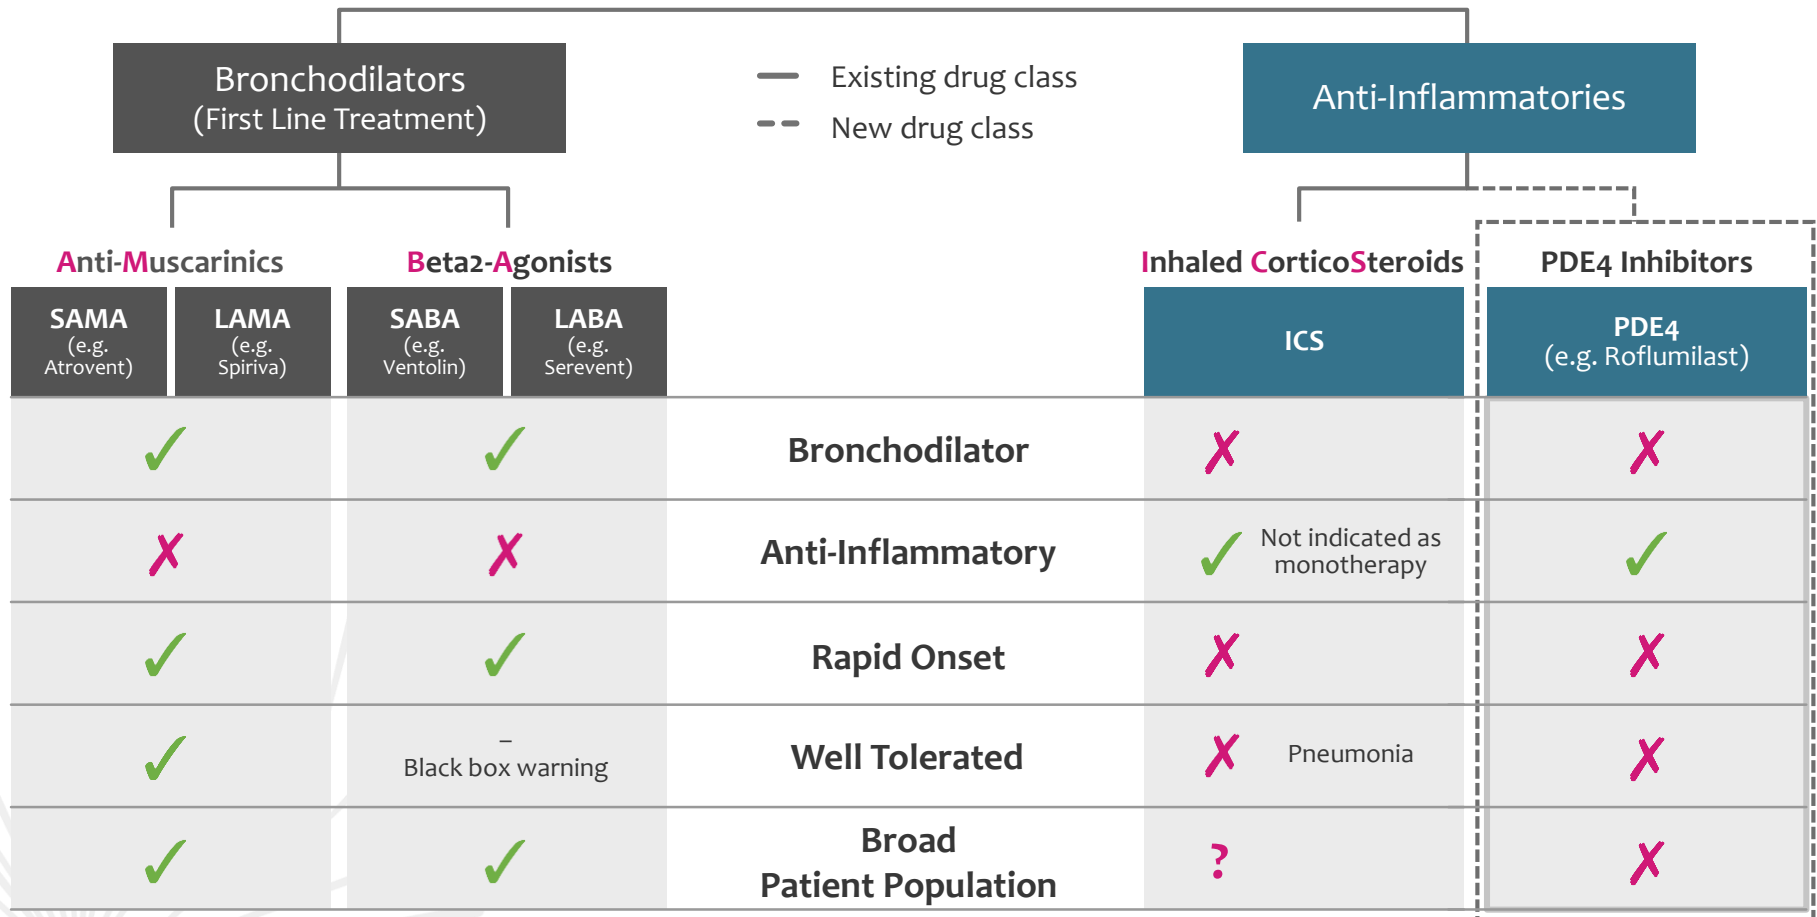 Bronchodilators
(First Line Treatment)
Existing drug class
New drug class
Anti-Inflammatories
Anti-Muscarinics
Beta2-Agonists
Inhaled CorticoSteroids
PDE4 Inhibitors
SAMA
(e.g.
Atrovent)
LAMA
(e.g.
Spiriva)
SABA
(e.g.
Ventolin)
LABA
(e.g.
Serevent)
ICS
PDE4
(e.g. Roflumilast)
✓ ✓ Bronchodilator ✗ ✗
✗ ✗ Anti-Inflammatory ✓ Not indicated as
monotherapy ✓
✓ ✓ Rapid Onset ✗ ✗
✓ –
Black box warning
Well Tolerated ✗ Pneumonia ✗
✓ ✓ Broad
Patient Population ? ✗